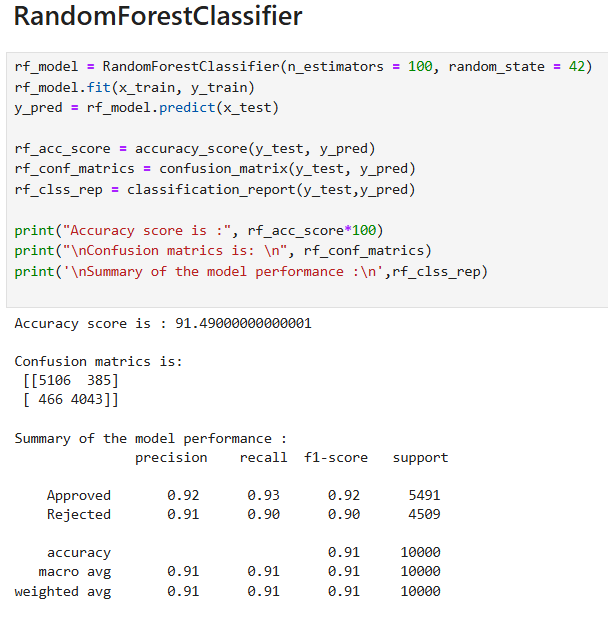 RandomForestClassifier
rf_model = RandomForestClassifier(n_estimators = 100, random_state = 42)
rf_model.fit(x_train, y_train)
y_pred = rf_model.predict(x_test)
rf_acc_score = accuracy_score(y_test, y_pred)
rf_conf_matrics = confusion_matrix(y_test, y_pred)
rf_clss_rep = classification_report(y_test,y_pred)
print("Accuracy score is :", rf_acc_score*100)
print("\nConfusion matrics is: \n", rf_conf_matrics)
print('\nSummary of the model performance :\n',rf_clss_rep)
Accuracy score is : 91.49000000000001
Confusion matrics is:
[[5106  385]
[ 466 4043]]
Summary of the model performance :
precision    recall  f1-score   support
Approved       0.92      0.93      0.92      5491
Rejected       0.91      0.90      0.90      4509
accuracy                           0.91     10000
macro avg       0.91      0.91      0.91     10000
weighted avg       0.91      0.91      0.91     10000